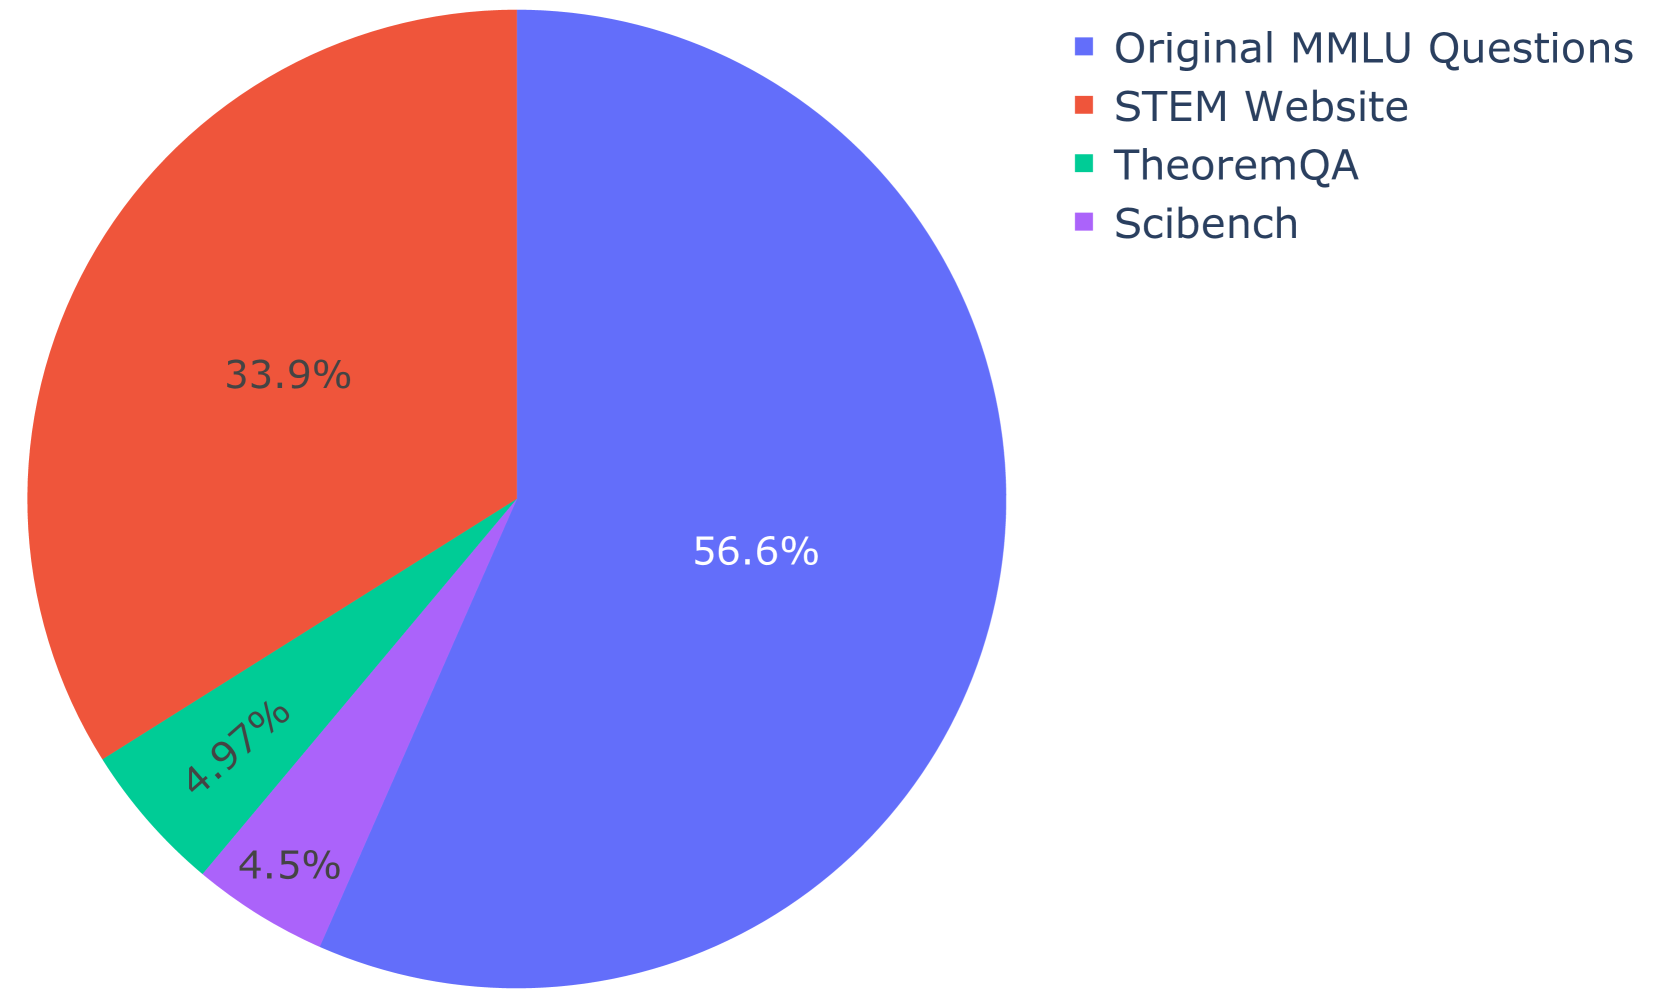 Original MMLU Questions
STEM Website
TheoremQA
Scibench
33.9%
56.6%
4.97%
4.5%